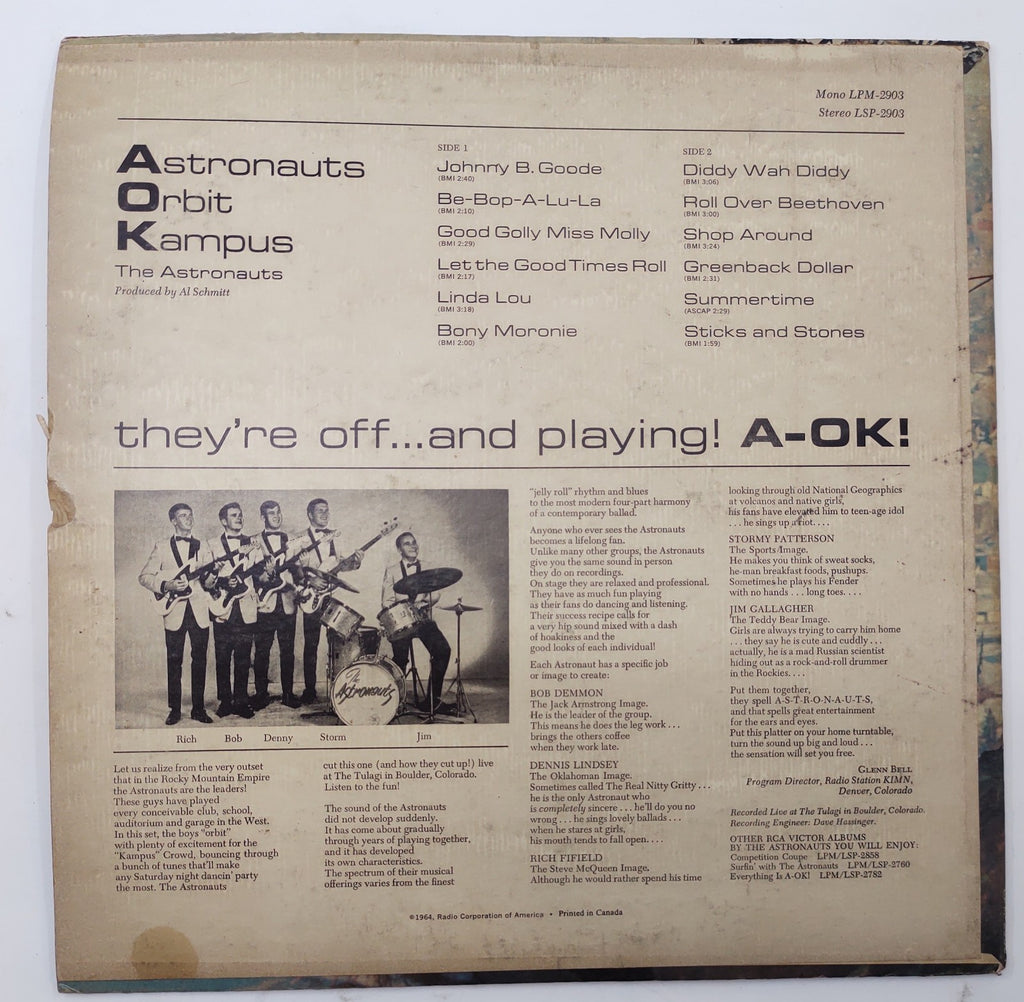 Mono LPM-2903
Stereo LSP-2903
Astronauts
Orbit
Kampus
The Astronauts
Produced by Al Schmitt
SIDE 1
Johnny B. Goode
(BMI 2:40)
Be-Bop-A-Lu-La
(BMI 2:10)
Good Golly Miss Molly
(BMI 2:29)
Let the Good Times Roll
(BMI 2:17)
Linda Lou
(BMI 3:18)
Bony Moronie
(BMI 2:00)
SIDE 2
Diddy Wah Diddy
(BMI 3:06)
Roll Over Beethoven
(BMI 3:00)
Shop Around
(BMI 3:24)
Greenback Dollar
(BMI 2:31)
Summertime
(ASCAP 2:29)
Sticks and Stones
(BMI 1:59)
they're off...and playing! A-OK!
The
Astronauts
Rich Bob Denny Storm Jim
Let us realize from the very outset
that in the Rocky Mountain Empire
the Astronauts are the leaders!
These guys have played
every conceivable club, school,
auditorium and garage in the West.
In this set, the boys "orbit"
with plenty of excitement for the
"Kampus" Crowd, bouncing through
a bunch of tunes that'll make
any Saturday night dancin' party
the most. The Astronauts
cut this one (and how they cut up!) live
at The Tulagi in Boulder, Colorado.
Listen to the fun!
The sound of the Astronauts
did not develop suddenly.
It has come about gradually
through years of playing together,
and it has developed
its own characteristics.
The spectrum of their musical
offerings varies from the finest
"jelly roll" rhythm and blues
to the most modern four-part harmony
of a contemporary ballad.
Anyone who ever sees the Astronauts
becomes a lifelong fan.
Unlike many other groups, the Astronauts
give you the same sound in person
they do on recordings.
On stage they are relaxed and professional.
They have as much fun playing
as their fans do dancing and listening.
Their success recipe calls for
a very hip sound mixed with a dash
of hoakiness and the
good looks of each individual!
Each Astronaut has a specific job
or image to create:
BOB DEMMON
The Jack Armstrong Image.
He is the leader of the group.
This means he does the leg work . . .
brings the others coffee
when they work late.
DENNIS LINDSEY
The Oklahoman Image.
Sometimes called The Real Nitty Gritty . . .
he is the only Astronaut who
is completely sincere . . . he'll do you no
wrong . . . he sings lovely ballads . . .
when he stares at girls,
his mouth tends to fall open. . . .
RICH FIFIELD
The Steve McQueen Image.
Although he would rather spend his time
looking through old National Geographics
at volcanos and native girls,
his fans have elevated him to teen-age idol
. . . he sings up a riot. . . .
STORMY PATTERSON
The Sports Image.
He makes you think of sweat socks,
he-man breakfast foods, pushups.
Sometimes he plays his Fender
with no hands . . . long toes. . . .
JIM GALLAGHER
The Teddy Bear Image.
Girls are always trying to carry him home
. . . they say he is cute and cuddly . . .
actually, he is a mad Russian scientist
hiding out as a rock-and-roll drummer
in the Rockies. . . .
Put them together,
they spell A-S-T-R-O-N-A-U-T-S,
and that spells great entertainment
for the ears and eyes.
Put this platter on your home turntable,
turn the sound up big and loud . . .
the sensation will set you free.
GLENN BELL
Program Director, Radio Station KIMN,
Denver, Colorado
Recorded Live at The Tulagi in Boulder, Colorado.
Recording Engineer: Dave Hassinger.
OTHER RCA VICTOR ALBUMS
BY THE ASTRONAUTS YOU WILL ENJOY:
Competition Coupe LPM/LSP-2858
Surfin' with The Astronauts LPM/LSP-2760
Everything Is A-OK! LPM/LSP-2782
©1964, Radio Corporation of America • Printed in Canada